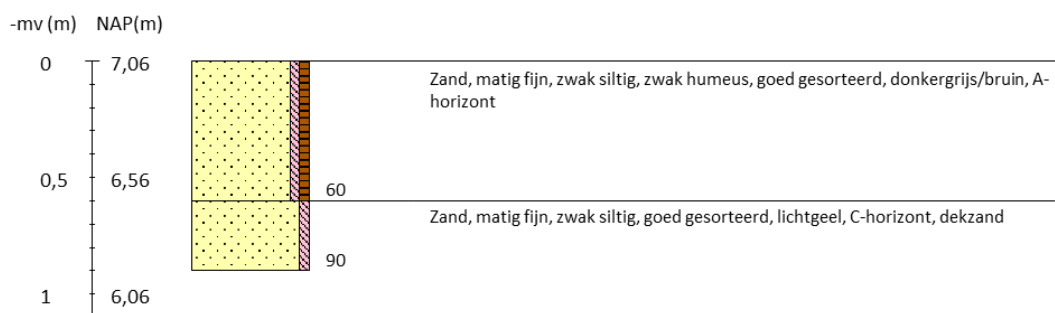 -mv (m) NAP(m)
0 7,06
Zand, matig fijn, zwak siltig, zwak humeus, goed gesorteerd, donkergrijs/bruin, A-
horizont
0,5 6,56
60
Zand, matig fijn, zwak siltig, goed gesorteerd, lichtgeel, C-horizont, dekzand
90
1 6,06